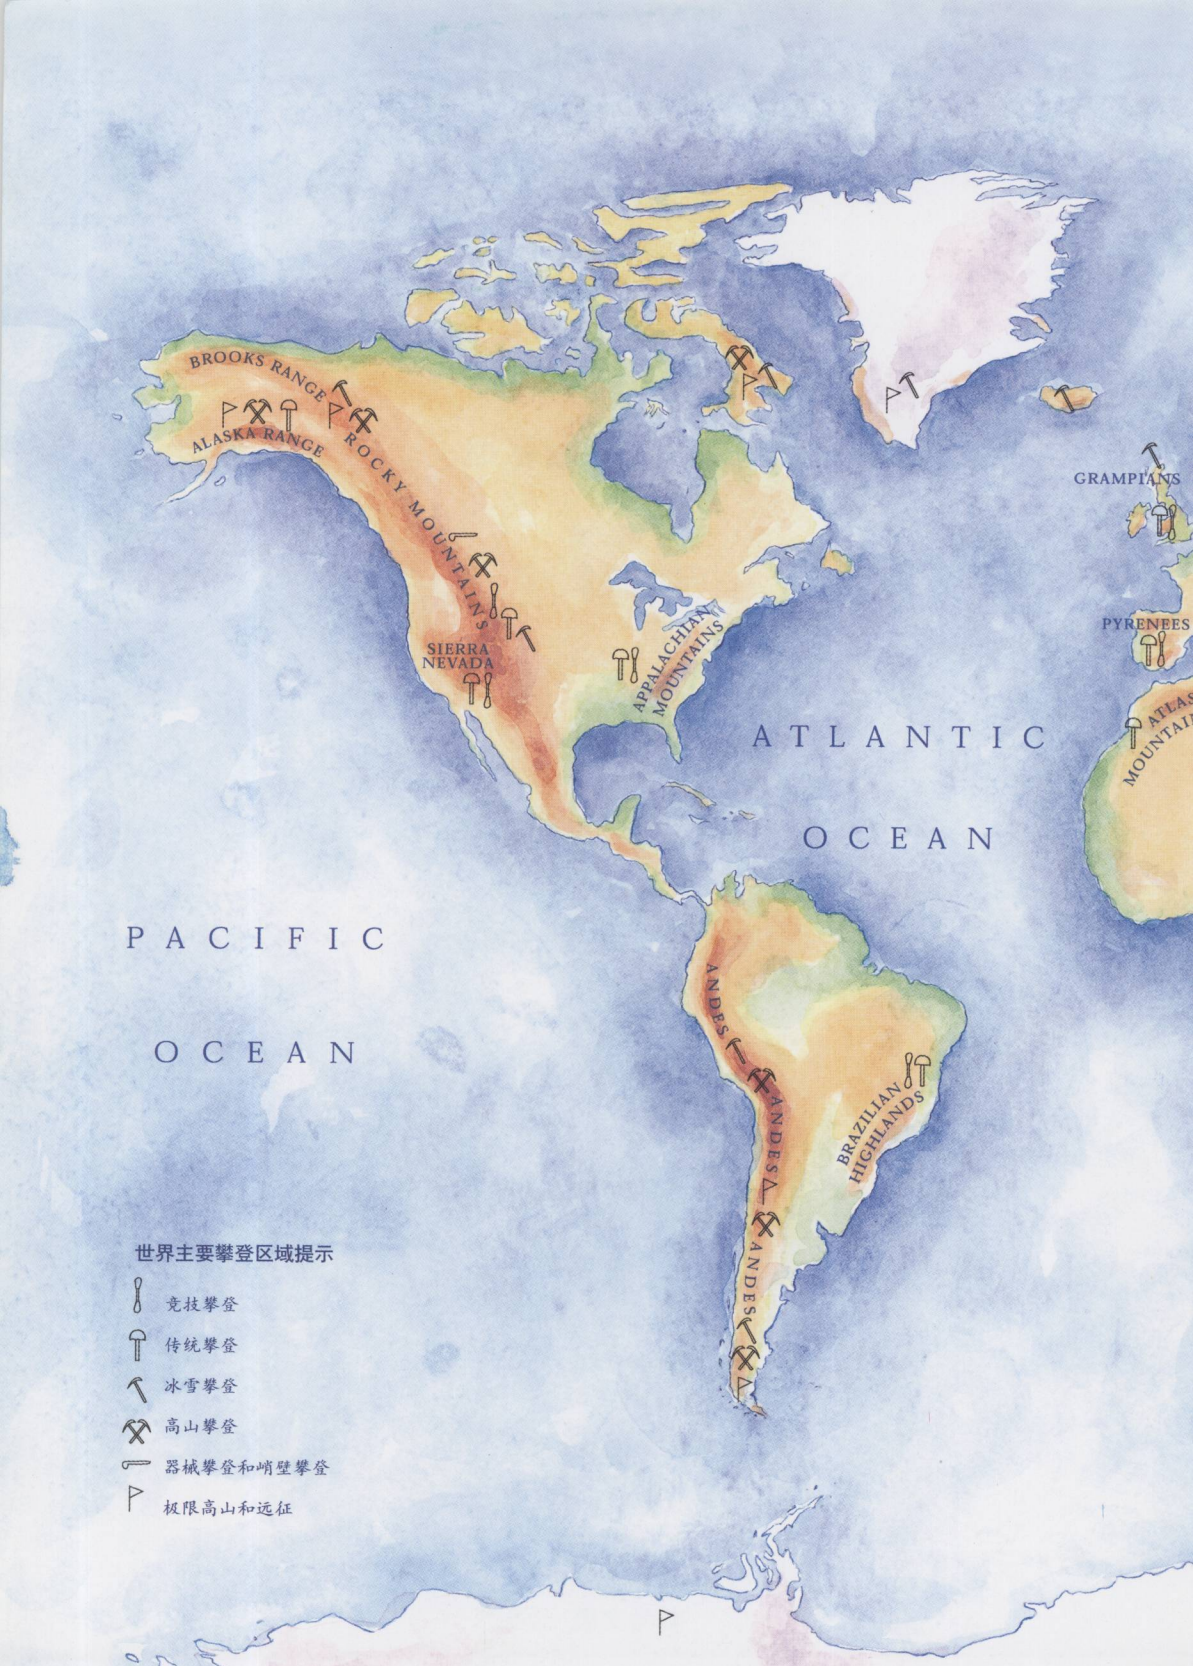 BROOKS RANGE
ALASKA RANGE
ROCKY MOUNTAINS
GRAMPIANS
SIERRA
NEVADA
APPALACHIAN
MOUNTAINS
PYRENEES
ATLAS
MOUNTAI
ATLANTIC
OCEAN
PACIFIC
OCEAN
ANDES
ANDES
BRAZILIAN
HIGHLANDS
ANDES
世界主要攀登区域提示
竞技攀登
传统攀登
冰雪攀登
高山攀登
器械攀登和峭壁攀登
极限高山和远征